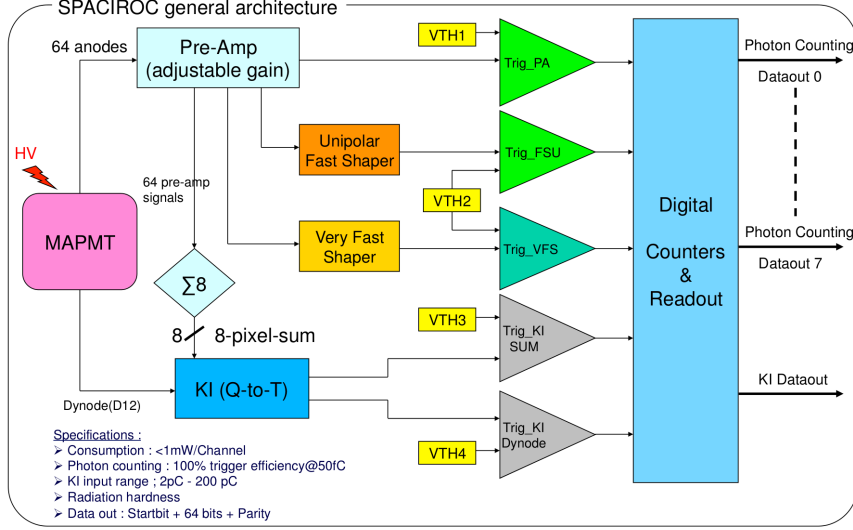 SPACIROC general architecture
64 anodes
Pre-Amp
(adjustable gain)
VTH1
Trig_PA
Photon Counting
Dataout 0
HV
Unipolar
Fast Shaper
Trig_FSU
64 pre-amp
signals
VTH2
MAPMT
Very Fast
Shaper
Trig_VFS
Digital
Counters
&
Readout
Photon Counting
Dataout 7
∑8
8
8-pixel-sum
VTH3
Trig_KI
SUM
KI (Q-to-T)
KI Dataout
Dynode(D12)
Trig_KI
Dynode
VTH4
Specifications :
➢ Consumption : <1mW/Channel
➢ Photon counting : 100% trigger efficiency@50fC
➢ KI input range ; 2pC - 200 pC
➢ Radiation hardness
➢ Data out : Startbit + 64 bits + Parity